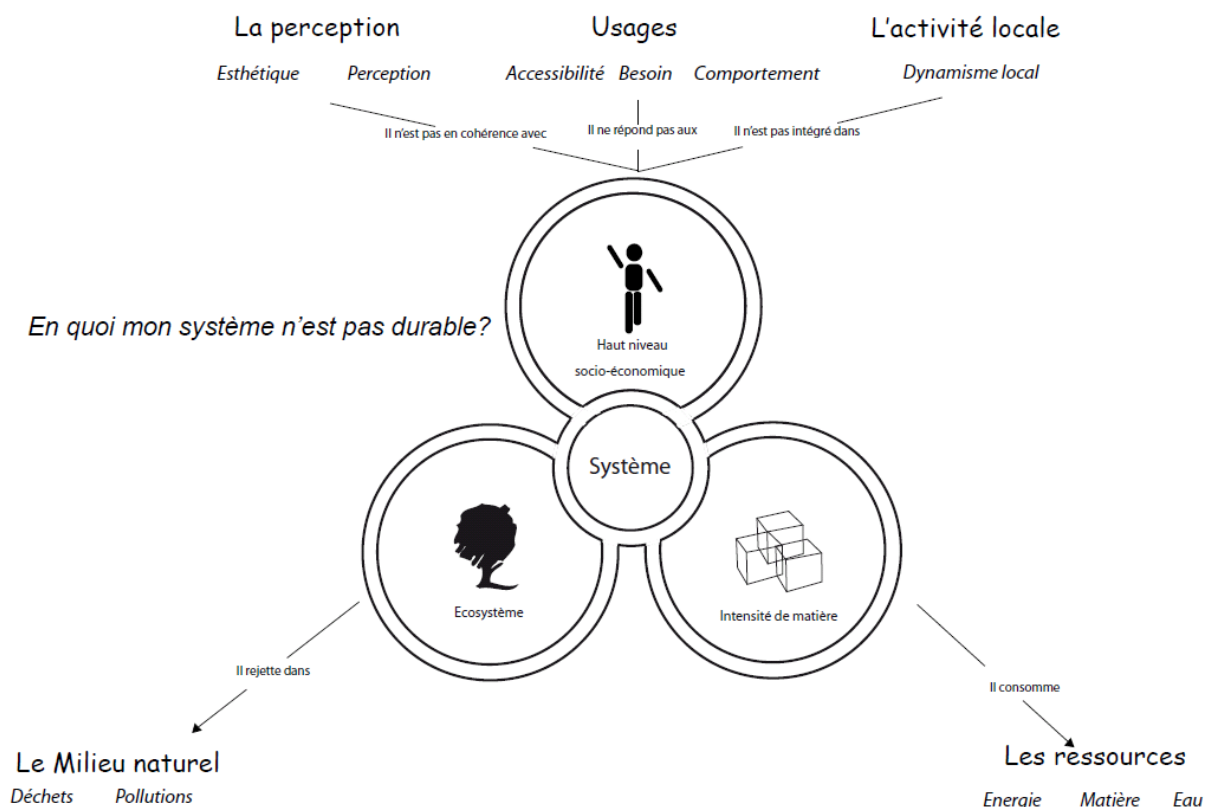 La perception Usages L'activité locale
Esthétique Perception Accessibilité Besoin Comportement Dynamisme local
Il n'est pas en cohérence avec Il ne répond pas aux Il n'est pas intégré dans
En quoi mon système n'est pas durable?
Haut niveau
socio-économique
Système
Ecosystème
Intensité de matière
Il rejette dans
Il consomme
Le Milieu naturel
Déchets Pollutions
Les ressources
Energie Matière Eau